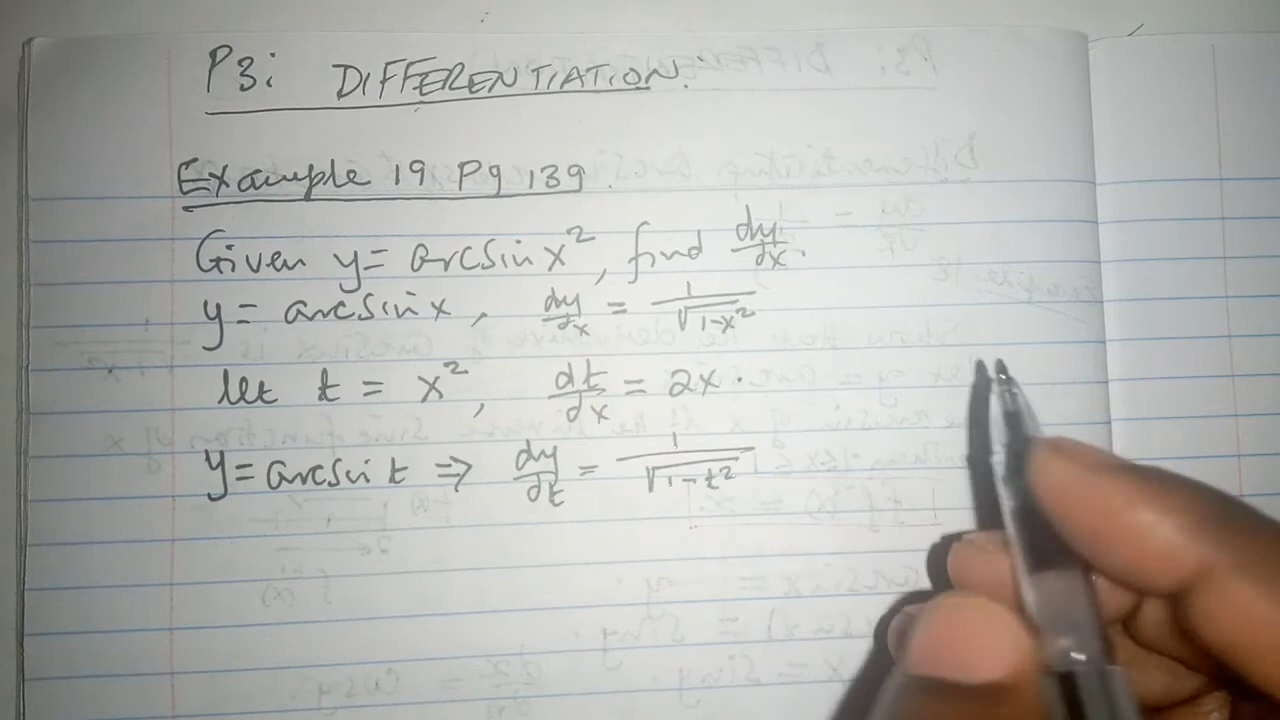 P3: DIFFERENTIATION.
Example 19 Pg 139.
Given y = arcsin x², find dy/dx.
y = arcsin x, dy/dx = 1/√1-x²
let t = x², dt/dx = 2x.
y = arcsin t ⇒ dy/dt = 1/√1-t²